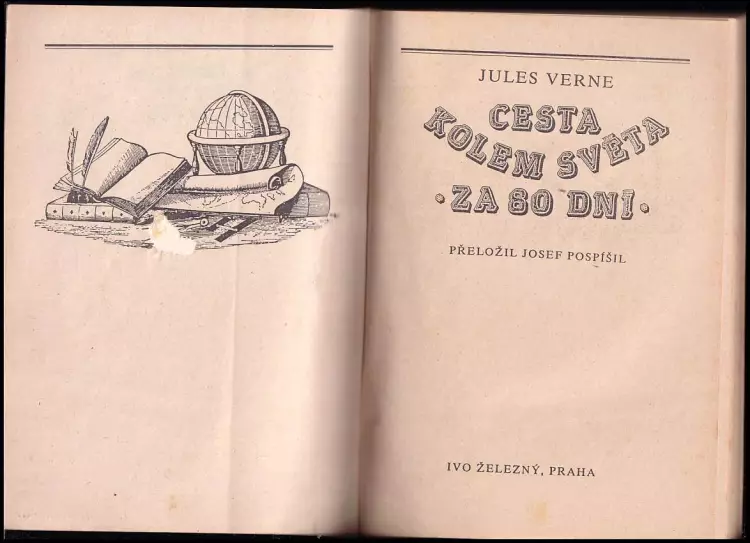 JULES VERNE
CESTA
KOLEM SVĚTA
· ZA 80 DNÍ ·
PŘELOŽIL JOSEF POSPÍŠIL
IVO ŽELEZNÝ, PRAHA